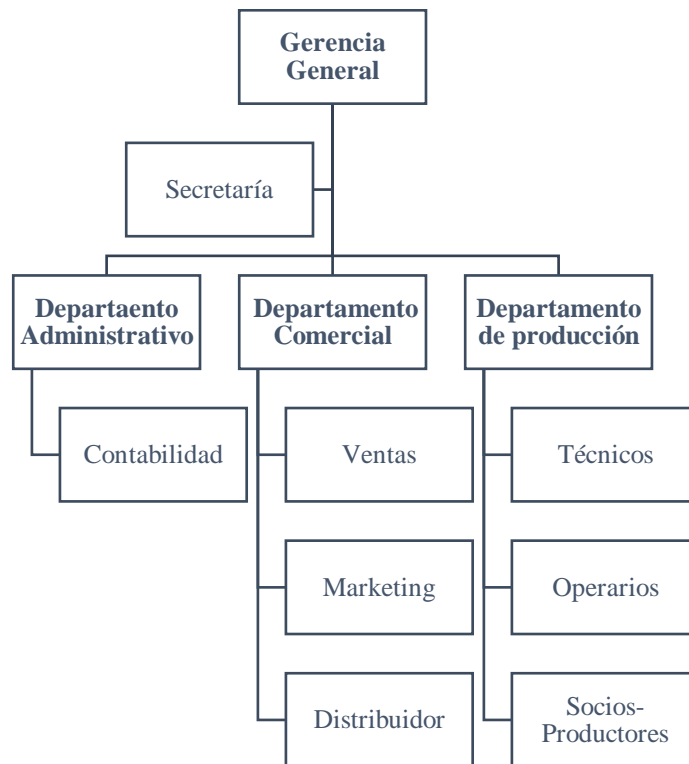 Gerencia
General
Secretaría
Departaento
Administrativo
Departamento
Comercial
Departamento
de producción
Contabilidad
Ventas
Técnicos
Marketing
Operarios
Distribuidor
Socios-
Productores